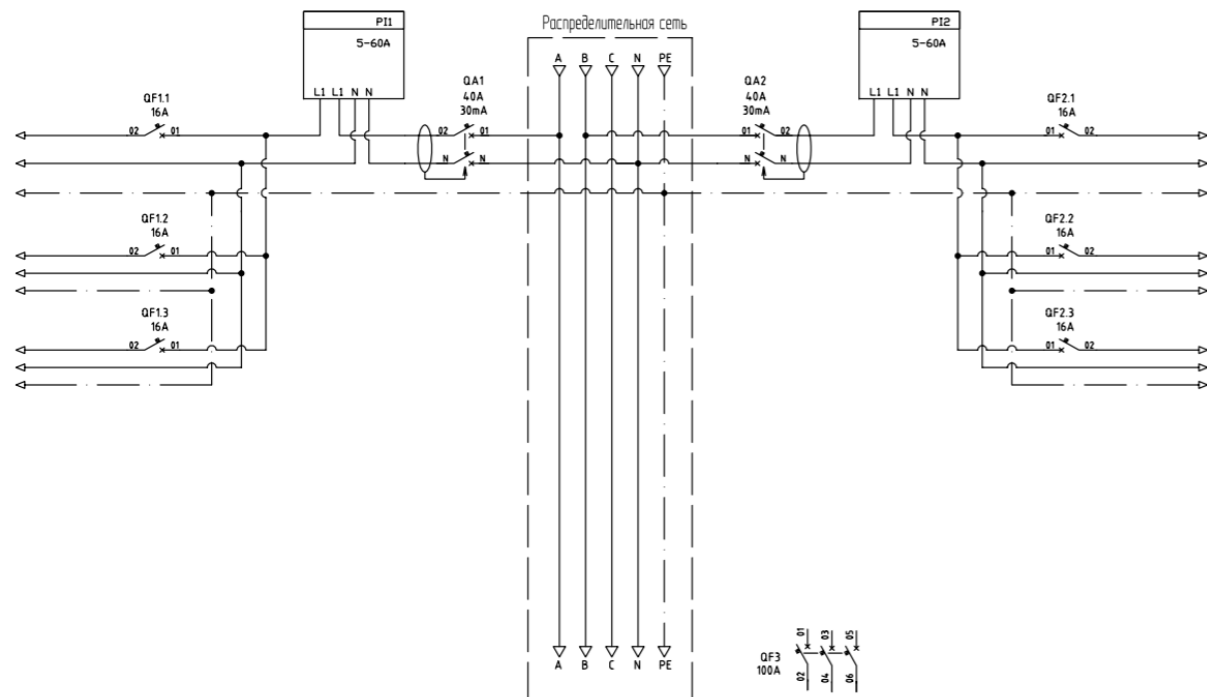 PI1
5-60A
L1 L1 N N
Распределительная сеть
A B C N PE
PI2
5-60A
L1 L1 N N
QF1.1
16A
02 01
QA1
40A
30mA
02 01
N N
QA2
40A
30mA
01 02
N N
QF2.1
16A
01 02
QF1.2
16A
02 01
QF2.2
16A
01 02
QF1.3
16A
02 01
QF2.3
16A
01 02
A B C N PE
QF3
100A
01 03 05
02 04 06